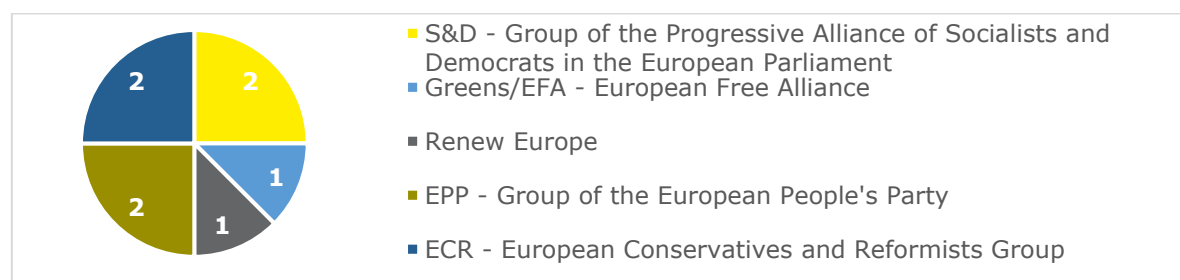 2
2
1
1
2
S&D - Group of the Progressive Alliance of Socialists and
Democrats in the European Parliament
Greens/EFA - European Free Alliance
Renew Europe
EPP - Group of the European People's Party
ECR - European Conservatives and Reformists Group